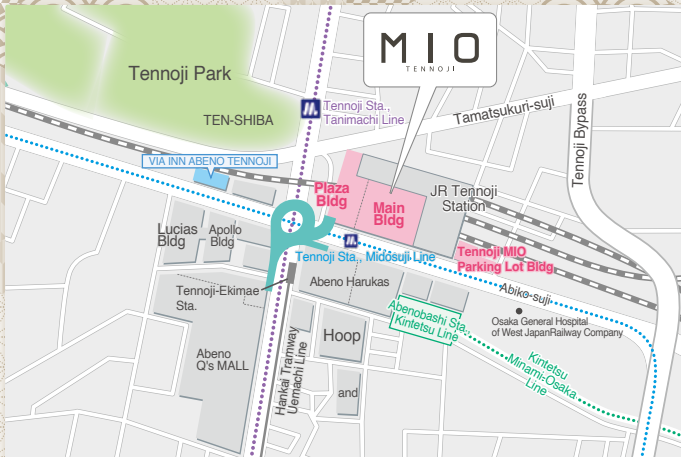 MIO
TENNOJI
Tennoji Park
TEN-SHIBA
Tennoji Sta.,
Tanimachi Line
Tamatsukuri-suji
Tennoji Bypass
VIA INN ABENO TENNOJI
Plaza
Bldg
Main
Bldg
JR Tennoji
Station
Lucias
Bldg
Apollo
Bldg
Tennoji Sta., Midosuji Line
Tennoji MIO
Parking Lot Bldg
Tennoji-Ekimae
Sta.
Abeno Harukas
Abiko-suji
Abenobashi Sta.,
Kintetsu Line
Osaka General Hospital
of West JapanRailway Company
Hoop
Abeno
Q's MALL
Hankai Tramway
Uemachi Line
Kintetsu
Minami-Osaka
Line
and